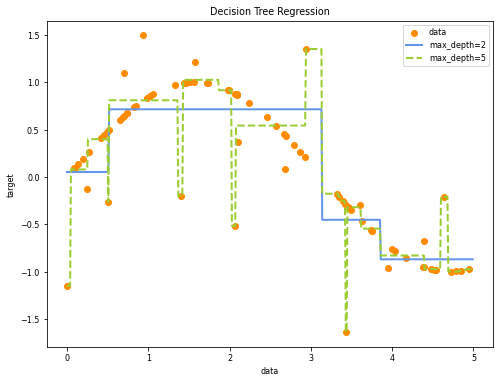 Decision Tree Regression
data
max_depth=2
max_depth=5
target
1.5
1.0
0.5
0.0
−0.5
−1.0
−1.5
0 1 2 3 4 5
data